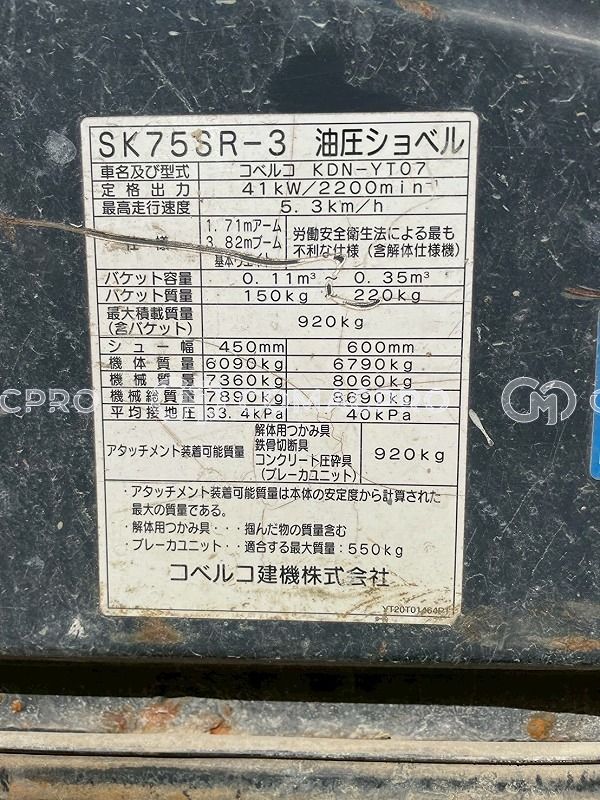 SK75SR-3 油圧ショベル
車名及び型式 コベルコ KDN-YT07
定格出力 41kW/2200min⁻¹
最高走行速度 5.3km/h
仕様 1.71mアーム 労働安全衛生法による最も
3.82mブーム 不利な仕様(含解体仕様機)
基本
バケット容量 0.11m³ ~ 0.35m³
バケット質量 150kg ~ 220kg
最大積載質量 920kg
(含バケット)
シュー幅 450mm 600mm
機体質量 6090kg 6790kg
機械質量 7360kg 8060kg
機械総質量 7890kg 8690kg
平均接地圧 33.4kPa 40kPa
アタッチメント装着可能質量 解体用つかみ具 920kg
鉄骨切断具
コンクリート圧砕具
(ブレーカユニット)
・アタッチメント装着可能質量は本体の安定度から計算された
最大の質量である。
・解体用つかみ具・・・掴んだ物の質量含む
・ブレーカユニット・・適合する最大質量:550kg
コベルコ建機株式会社